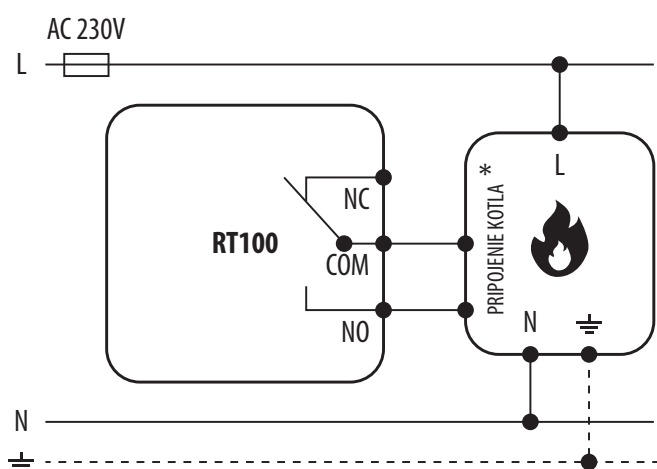 AC 230V
L
NC
RT100
COM
NO
PRIPOJENIE KOTLA *
L
N
N